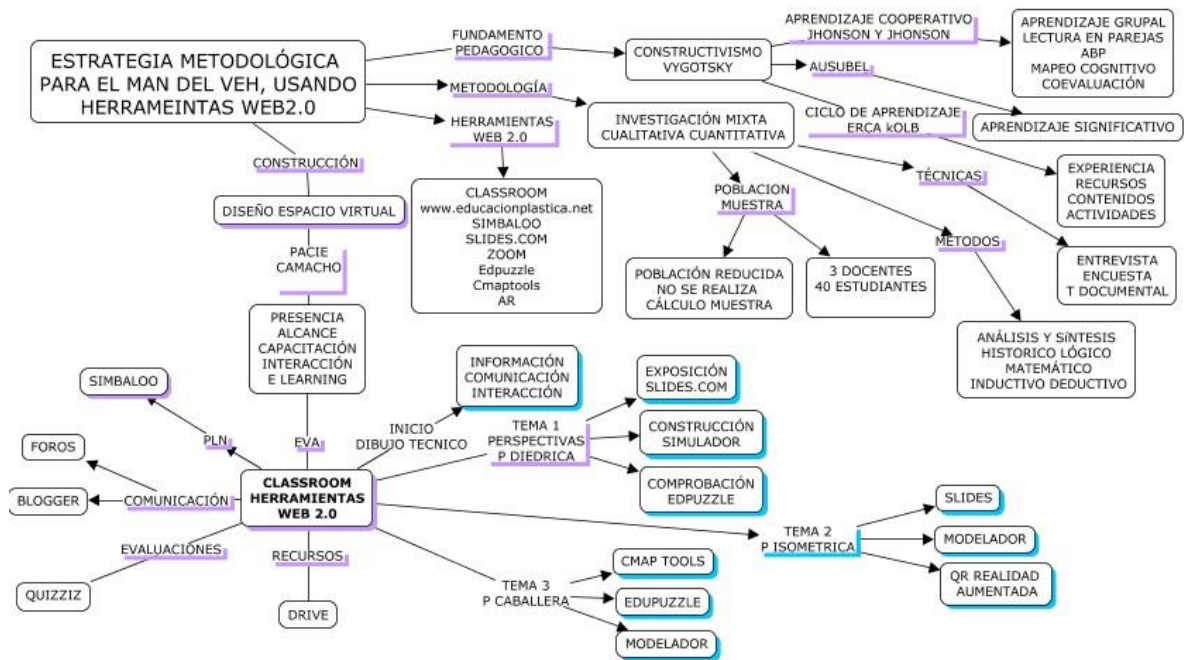 ESTRATEGIA METODOLÓGICA
PARA EL MAN DEL VEH, USANDO
HERRAMEINTAS WEB2.0
FUNDAMENTO
PEDAGOGICO
CONSTRUCTIVISMO
VYGOTSKY
APRENDIZAJE COOPERATIVO
JHONSON Y JHONSON
APRENDIZAJE GRUPAL
LECTURA EN PAREJAS
ABP
MAPEO COGNITIVO
COEVALUACIÓN
AUSUBEL
APRENDIZAJE SIGNIFICATIVO
CICLO DE APRENDIZAJE
ERCA kOLB
EXPERIENCIA
RECURSOS
CONTENIDOS
ACTIVIDADES
METODOLOGÍA
INVESTIGACIÓN MIXTA
CUALITAtIVA CUANTITATIVA
TÉCNICAS
ENTREVISTA
ENCUESTA
T DOCUMENTAL
METODOS
ANÁLISIS Y SíNTESIS
HISTORICO LÓGICO
MATEMÁTICO
INDUCTIVO DEDUCTIVO
POBLACION
MUESTRA
POBLACIÓN REDUCIDA
NO SE REALIZA
CÁLCULO MUESTRA
3 DOCENTES
40 ESTUDIANTES
HERRAMIENTAS
WEB 2.0
CLASSROOM
www.educacionplastica.net
SIMBALOO
SLIDES.COM
ZOOM
Edpuzzle
Cmaptools
AR
CONSTRUCCIÓN
DISEÑO ESPACIO VIRTUAL
PACIE
CAMACHO
PRESENCIA
ALCANCE
CAPACITACIÓN
INTERACCIÓN
E LEARNING
EVA
CLASSROOM
HERRAMIENTAS
WEB 2.0
PLN
SIMBALOO
COMUNICACIÓN
FOROS
BLOGGER
EVALUACIÓNES
QUIZZIZ
RECURSOS
DRIVE
INICIO
DIBUJO TECNICO
INFORMACIÓN
COMUNICACIÓN
INTERACCIÓN
TEMA 1
PERSPECTIVAS
P DIEDRICA
EXPOSICIÓN
SLIDES.COM
CONSTRUCCIÓN
SIMULADOR
COMPROBACIÓN
EDPUZZLE
TEMA 2
P ISOMETRICA
SLIDES
MODELADOR
QR REALIDAD
AUMENTADA
TEMA 3
P CABALLERA
CMAP TOOLS
EDUPUZZLE
MODELADOR